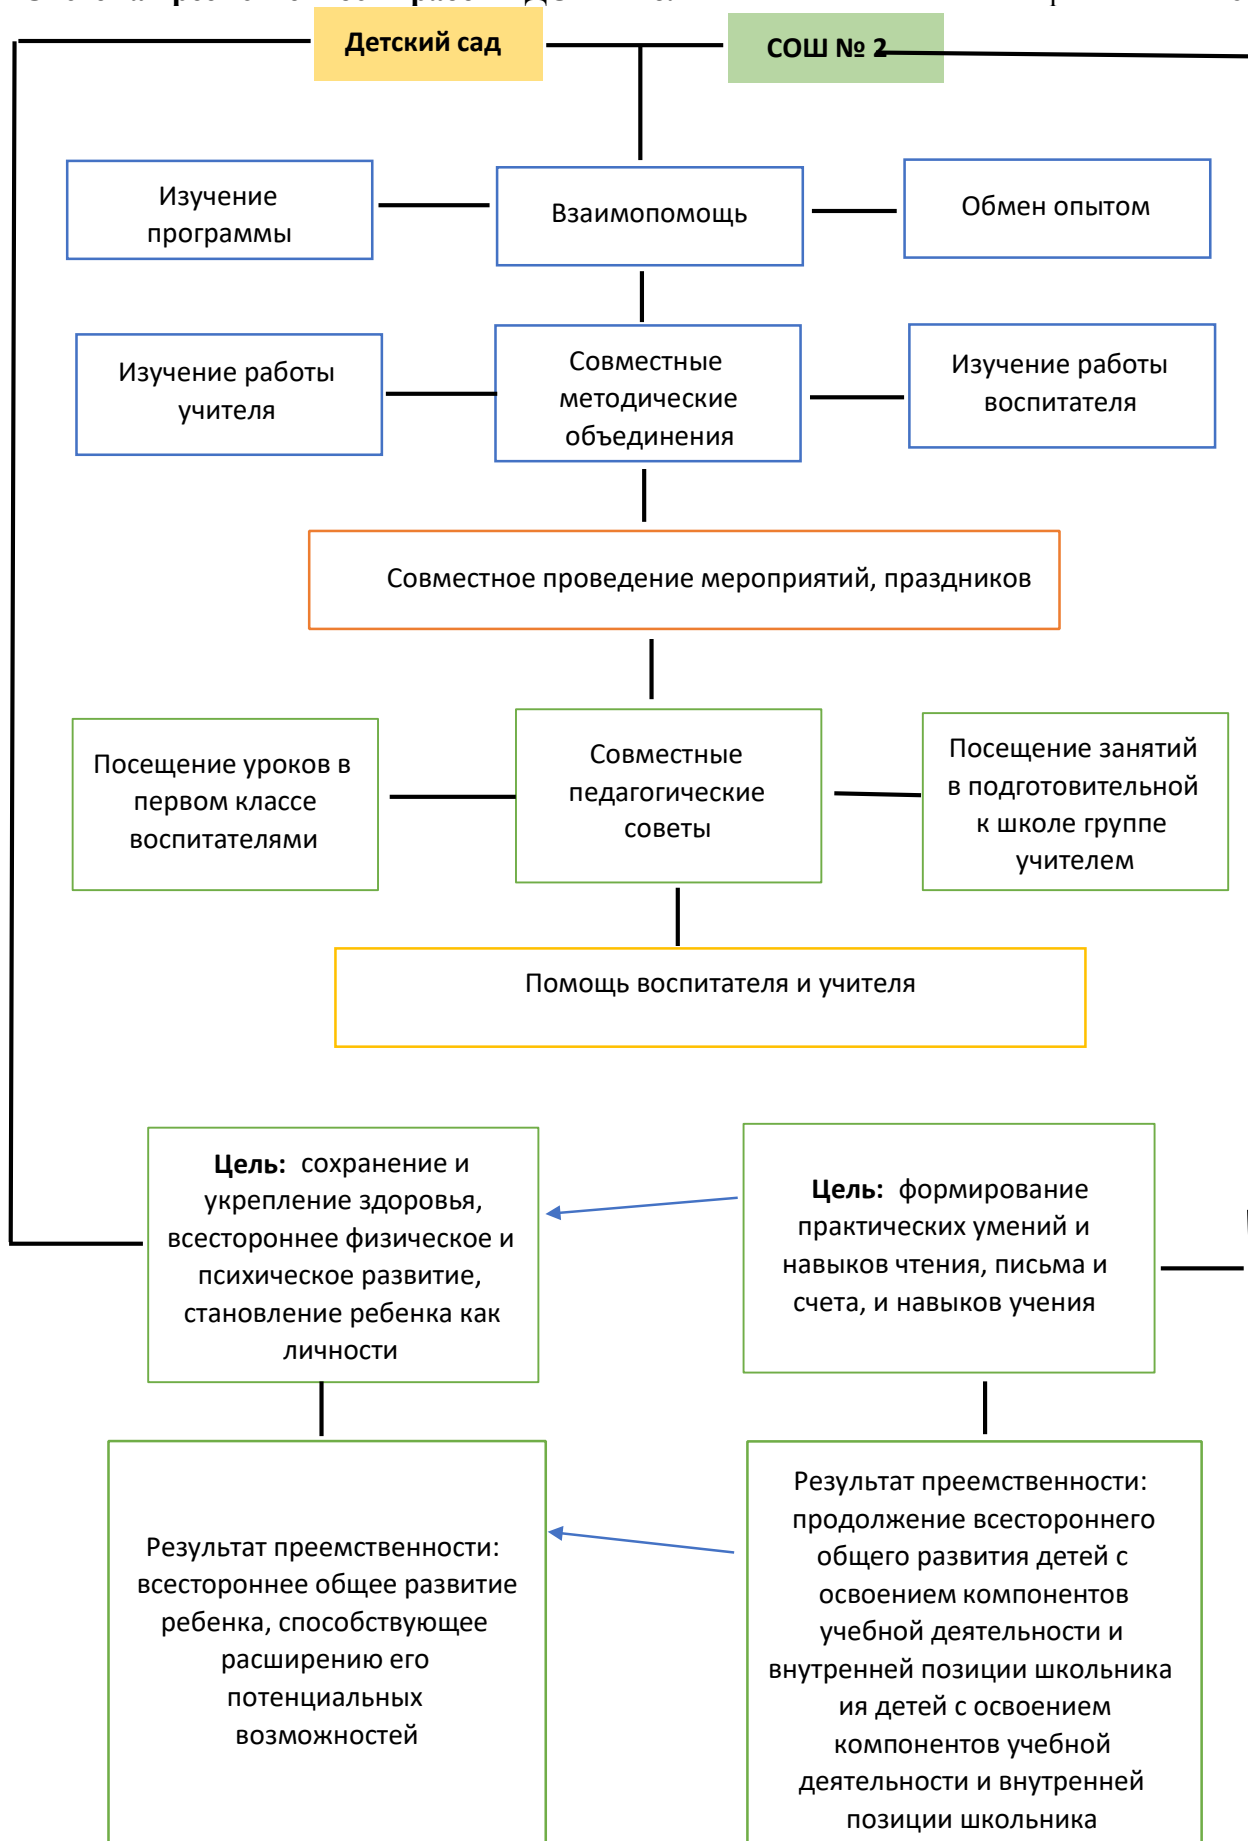 Детский сад
СОШ № 2
Изучение
программы
Взаимопомощь
Обмен опытом
Изучение работы
учителя
Совместные
методические
объединения
Изучение работы
воспитателя
Совместное проведение мероприятий, праздников
Посещение уроков в
первом классе
воспитателями
Совместные
педагогические
советы
Посещение занятий
в подготовительной
к школе группе
учителем
Помощь воспитателя и учителя
Цель: сохранение и
укрепление здоровья,
всестороннее физическое и
психическое развитие,
становление ребенка как
личности
Цель: формирование
практических умений и
навыков чтения, письма и
счета, и навыков учения
Результат преемственности:
всестороннее общее развитие
ребенка, способствующее
расширению его
потенциальных
возможностей
Результат преемственности:
продолжение всестороннего
общего развития детей с
освоением компонентов
учебной деятельности и
внутренней позиции школьника
ия детей с освоением
компонентов учебной
деятельности и внутренней
позиции школьника